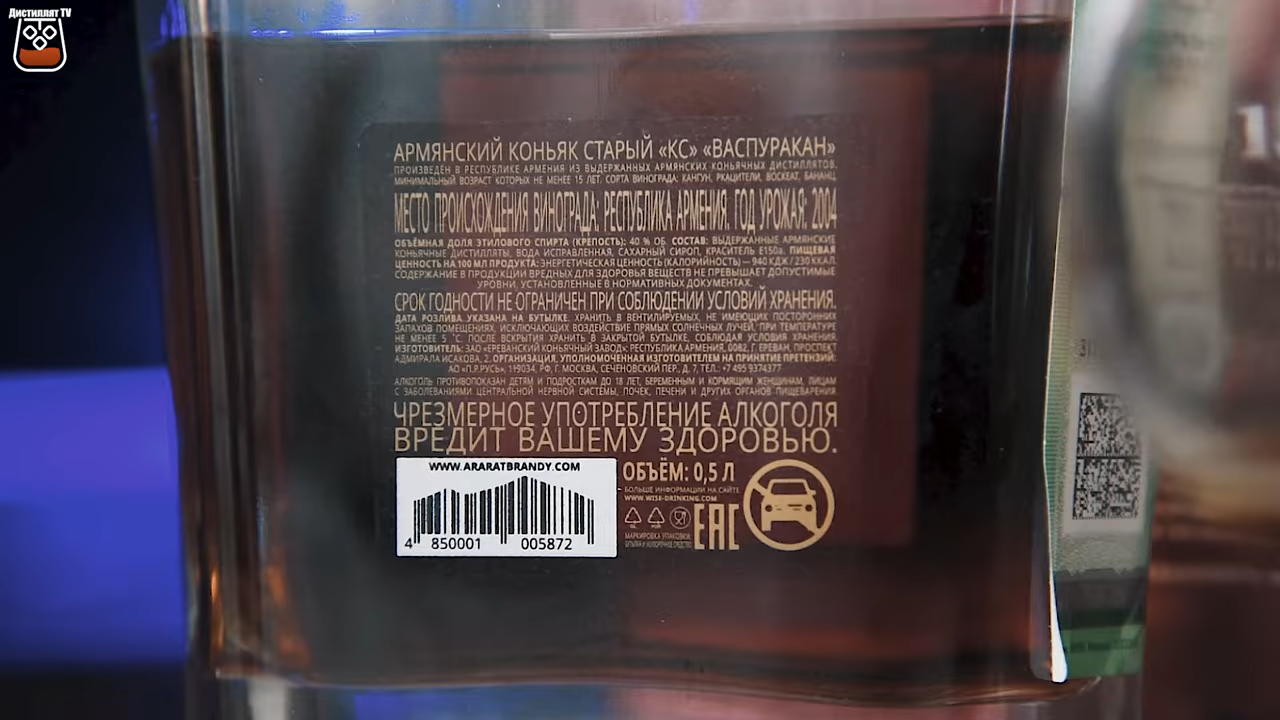 Дистиллят TV
АРМЯНСКИЙ КОНЬЯК СТАРЫЙ «КС» «ВАСПУРАКАН»
ПРОИЗВЕДЕН В РЕСПУБЛИКЕ АРМЕНИЯ ИЗ ВЫДЕРЖАННЫХ АРМЯНСКИХ КОНЬЯЧНЫХ ДИСТИЛЛЯТОВ,
МИНИМАЛЬНЫЙ ВОЗРАСТ КОТОРЫХ НЕ МЕНЕЕ 15 ЛЕТ. СОРТА ВИНОГРАДА: КАНГУН, РКАЦИТЕЛИ, ВОСКЕАТ, БАНАНЦ.
МЕСТО ПРОИСХОЖДЕНИЯ ВИНОГРАДА: РЕСПУБЛИКА АРМЕНИЯ. ГОД УРОЖАЯ: 2004
ОБЪЁМНАЯ ДОЛЯ ЭТИЛОВОГО СПИРТА (КРЕПОСТЬ): 40 % ОБ. СОСТАВ: ВЫДЕРЖАННЫЕ АРМЯНСКИЕ
КОНЬЯЧНЫЕ ДИСТИЛЛЯТЫ, ВОДА ИСПРАВЛЕННАЯ, САХАРНЫЙ СИРОП, КРАСИТЕЛЬ Е150а. ПИЩЕВАЯ
ЦЕННОСТЬ НА 100 МЛ ПРОДУКТА: ЭНЕРГЕТИЧЕСКАЯ ЦЕННОСТЬ (КАЛОРИЙНОСТЬ) — 940 КДЖ / 230 ККАЛ.
СОДЕРЖАНИЕ В ПРОДУКЦИИ ВРЕДНЫХ ДЛЯ ЗДОРОВЬЯ ВЕЩЕСТВ НЕ ПРЕВЫШАЕТ ДОПУСТИМЫЕ
УРОВНИ, УСТАНОВЛЕННЫЕ В НОРМАТИВНЫХ ДОКУМЕНТАХ.
СРОК ГОДНОСТИ НЕ ОГРАНИЧЕН ПРИ СОБЛЮДЕНИИ УСЛОВИЙ ХРАНЕНИЯ.
ДАТА РОЗЛИВА УКАЗАНА НА БУТЫЛКЕ. ХРАНИТЬ В ВЕНТИЛИРУЕМЫХ, НЕ ИМЕЮЩИХ ПОСТОРОННИХ
ЗАПАХОВ ПОМЕЩЕНИЯХ, ИСКЛЮЧАЮЩИХ ВОЗДЕЙСТВИЕ ПРЯМЫХ СОЛНЕЧНЫХ ЛУЧЕЙ, ПРИ ТЕМПЕРАТУРЕ
НЕ МЕНЕЕ 5 °С. ПОСЛЕ ВСКРЫТИЯ ХРАНИТЬ В ЗАКРЫТОЙ БУТЫЛКЕ, СОБЛЮДАЯ УСЛОВИЯ ХРАНЕНИЯ.
ИЗГОТОВИТЕЛЬ: ЗАО «ЕРЕВАНСКИЙ КОНЬЯЧНЫЙ ЗАВОД»: РЕСПУБЛИКА АРМЕНИЯ, 0082, Г. ЕРЕВАН, ПРОСПЕКТ
АДМИРАЛА ИСАКОВА, 2. ОРГАНИЗАЦИЯ, УПОЛНОМОЧЕННАЯ ИЗГОТОВИТЕЛЕМ НА ПРИНЯТИЕ ПРЕТЕНЗИЙ:
АО «П.Р.РУСЬ», 119034, РФ, Г. МОСКВА, СЕЧЕНОВСКИЙ ПЕР., Д. 7, ТЕЛ.: +7 495 9374377
АЛКОГОЛЬ ПРОТИВОПОКАЗАН ДЕТЯМ И ПОДРОСТКАМ ДО 18 ЛЕТ, БЕРЕМЕННЫМ И КОРМЯЩИМ ЖЕНЩИНАМ, ЛИЦАМ
С ЗАБОЛЕВАНИЯМИ ЦЕНТРАЛЬНОЙ НЕРВНОЙ СИСТЕМЫ, ПОЧЕК, ПЕЧЕНИ И ДРУГИХ ОРГАНОВ ПИЩЕВАРЕНИЯ
ЧРЕЗМЕРНОЕ УПОТРЕБЛЕНИЕ АЛКОГОЛЯ
ВРЕДИТ ВАШЕМУ ЗДОРОВЬЮ.
WWW.ARARATBRANDY.COM
4 850001 005872
ОБЪЁМ: 0,5 Л
БОЛЬШЕ ИНФОРМАЦИИ НА САЙТЕ
WWW.WISE-DRINKING.COM
МАРКИРОВКА УПАКОВКИ:
EAC